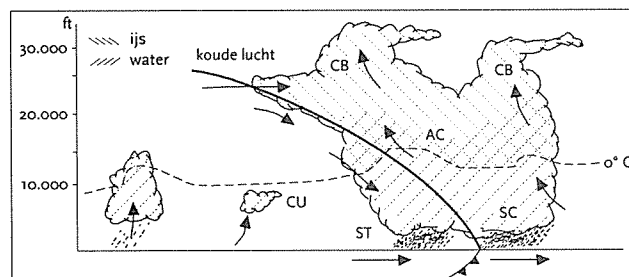 ft
30.000
20.000
10.000
ijs
water
koude lucht
CB
CB
AC
0° C
CU
ST
SC